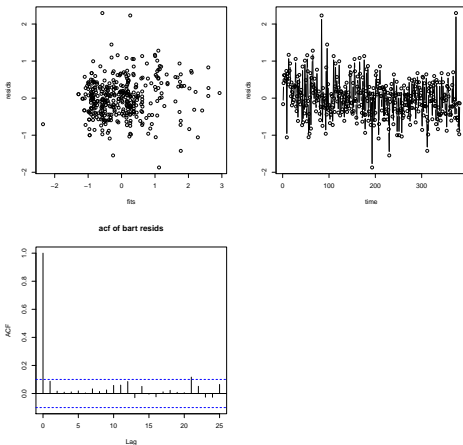 2
1
0
−1
−2
resids
−2 −1 0 1 2 3
fits
2
1
0
−1
−2
resids
0 100 200 300
time
acf of bart resids
1.0
0.8
0.6
0.4
0.2
0.0
ACF
0 5 10 15 20 25
Lag